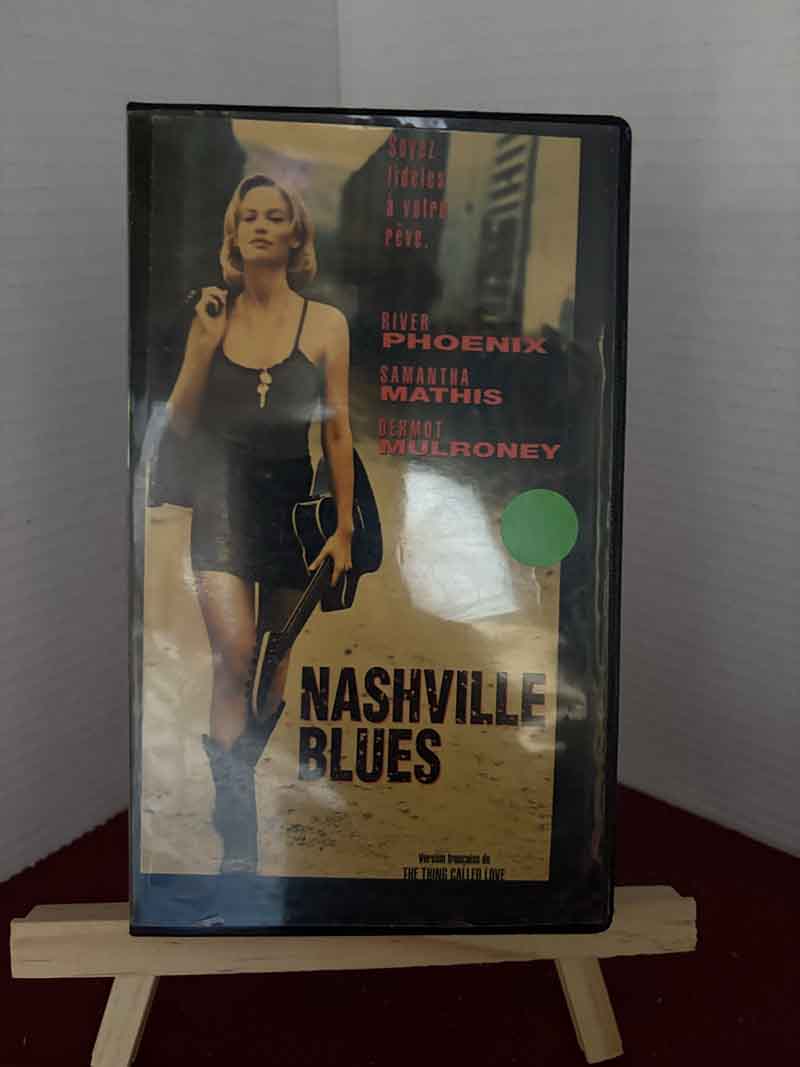 Soyez
fidèles
à votre
rêve.
RIVER
PHOENIX
SAMANTHA
MATHIS
DERMOT
MULRONEY
NASHVILLE
BLUES
Version française de
THE THING CALLED LOVE